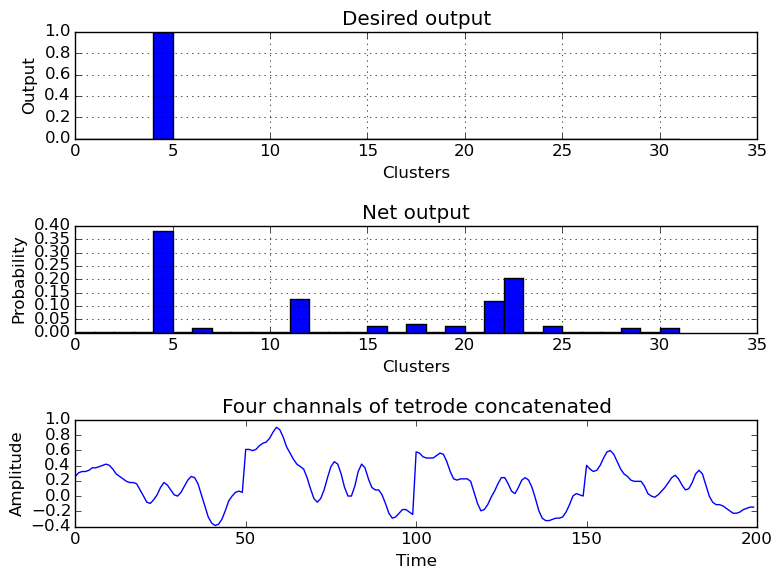 Desired output
1.0
0.8
0.6
0.4
0.2
0.0
Output
0 5 10 15 20 25 30 35
Clusters
Net output
0.40
0.35
0.30
0.25
0.20
0.15
0.10
0.05
0.00
Probability
0 5 10 15 20 25 30 35
Clusters
Four channals of tetrode concatenated
1.0
0.8
0.6
0.4
0.2
0.0
−0.2
−0.4
Amplitude
0 50 100 150 200
Time